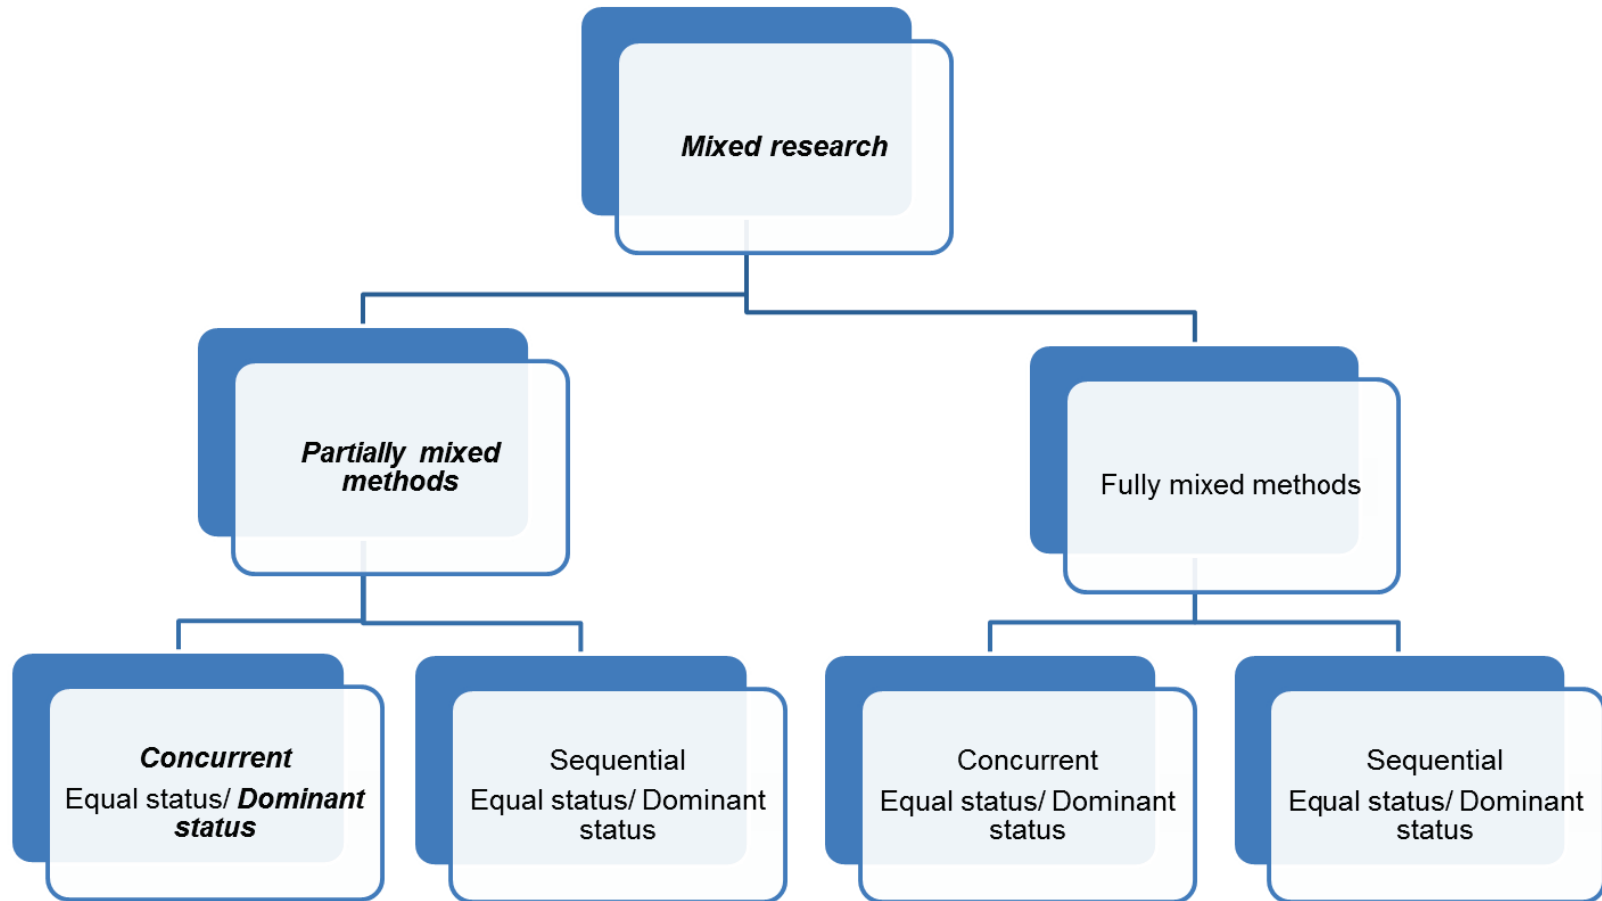 Mixed research
Partially mixed
methods
Fully mixed methods
Concurrent
Equal status/ Dominant
status
Sequential
Equal status/ Dominant
status
Concurrent
Equal status/ Dominant
status
Sequential
Equal status/ Dominant
status